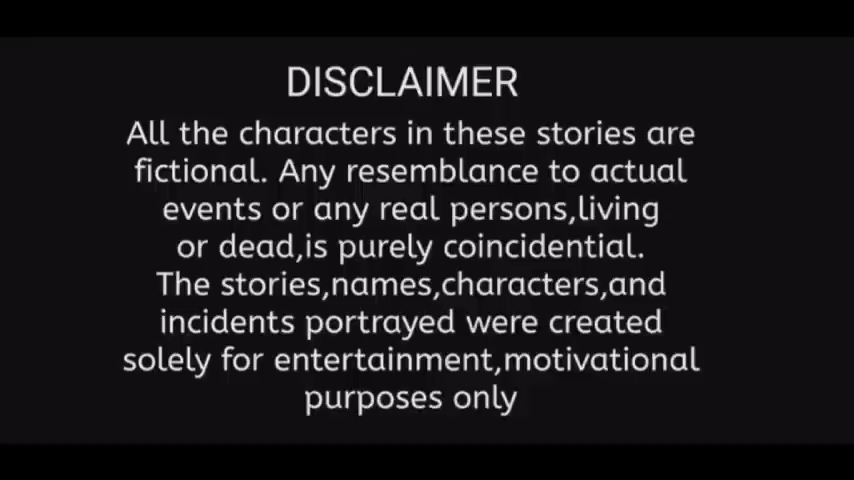 DISCLAIMER
All the characters in these stories are
fictional. Any resemblance to actual
events or any real persons,living
or dead,is purely coincidential.
The stories,names,characters,and
incidents portrayed were created
solely for entertainment,motivational
purposes only